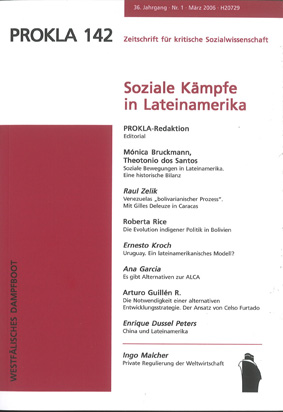 36. Jahrgang · Nr. 1 · März 2006 · H20729
PROKLA 142
Zeitschrift für kritische Sozialwissenschaft
Soziale Kämpfe
in Lateinamerika
PROKLA-Redaktion
Editorial
Mónica Bruckmann,
Theotonio dos Santos
Soziale Bewegungen in Lateinamerika.
Eine historische Bilanz
Raul Zelik
Venezuelas „bolivarianischer Prozess".
Mit Gilles Deleuze in Caracas
Roberta Rice
Die Evolution indigener Politik in Bolivien
Ernesto Kroch
Uruguay. Ein lateinamerikanisches Modell?
Ana Garcia
Es gibt Alternativen zur ALCA
Arturo Guillén R.
Die Notwendigkeit einer alternativen
Entwicklungsstrategie. Der Ansatz von Celso Furtado
Enrique Dussel Peters
China und Lateinamerika
Ingo Malcher
Private Regulierung der Weltwirtschaft
WESTFÄLISCHES DAMPFBOOT